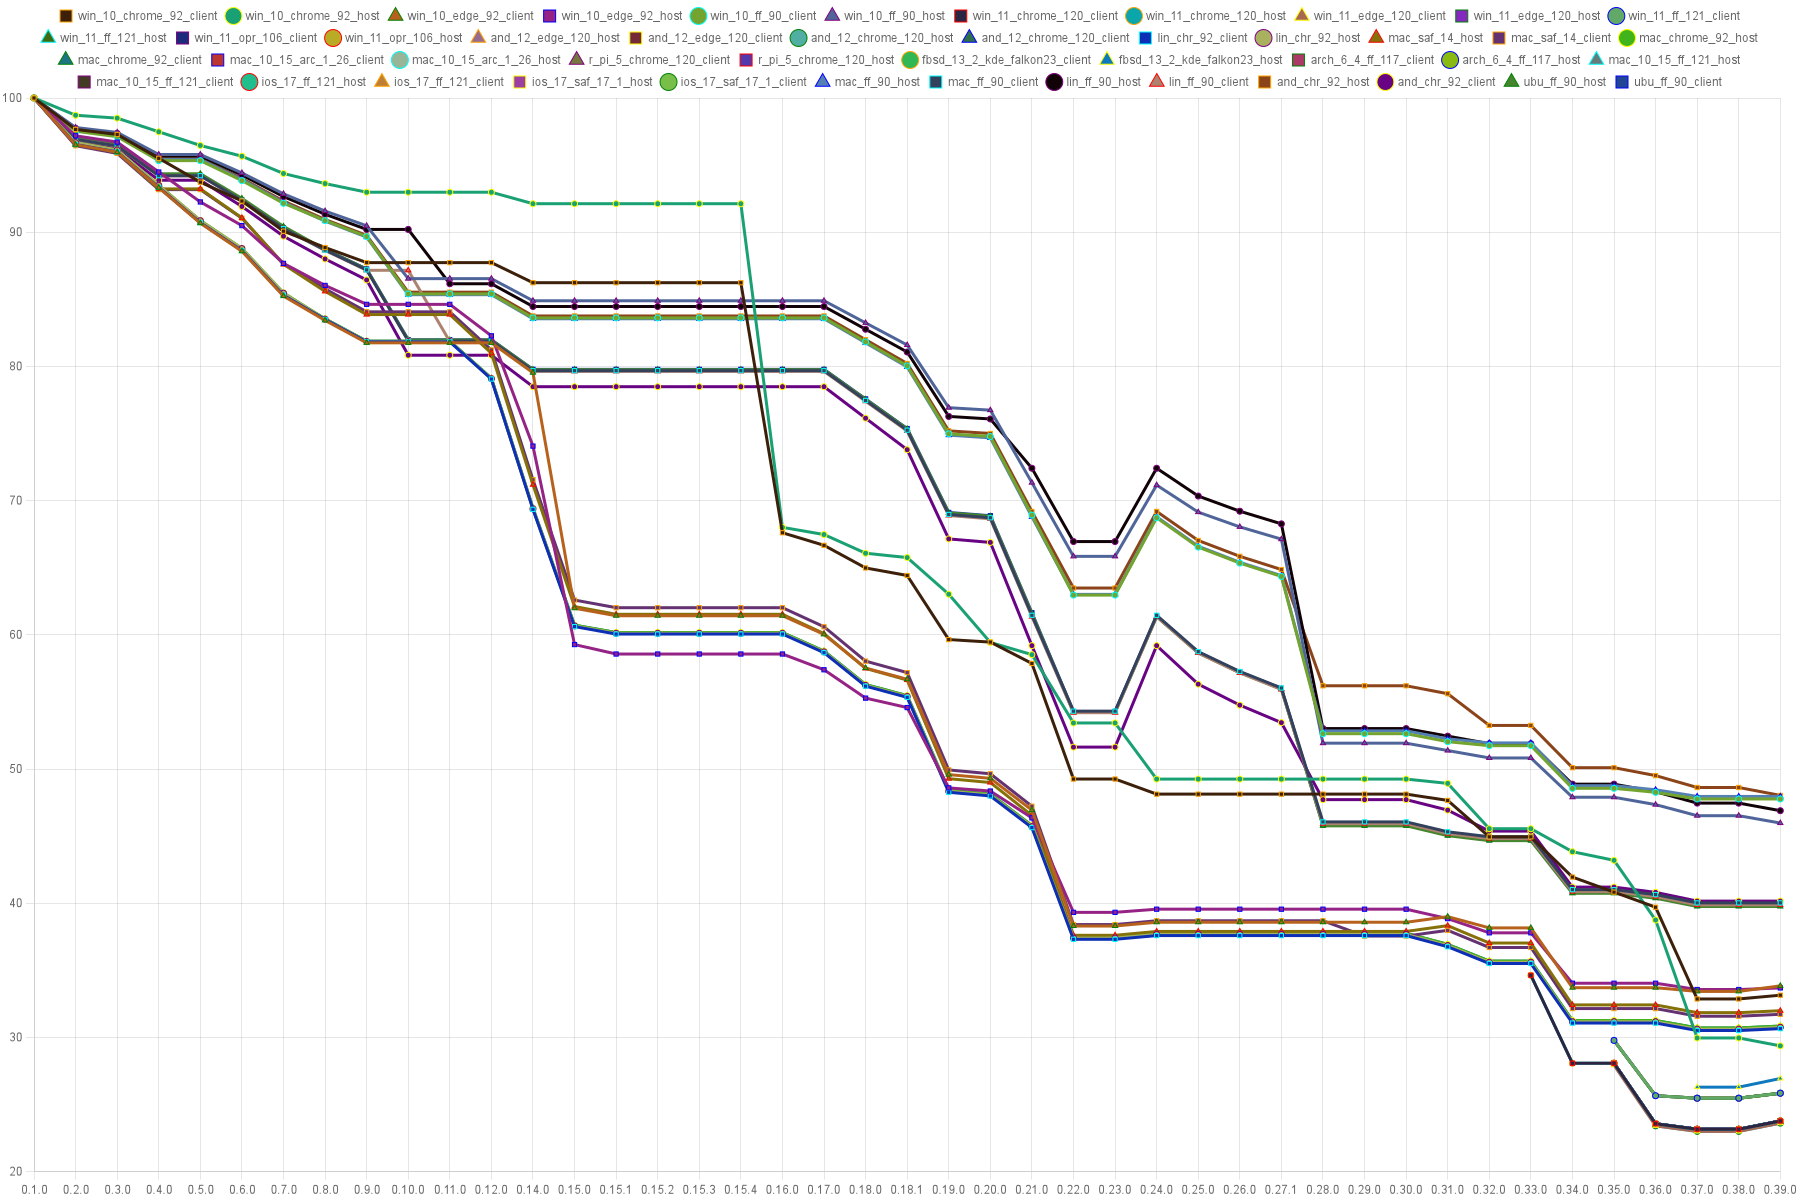 win_10_chrome_92_client win_10_chrome_92_host win_10_edge_92_client win_10_edge_92_host win_10_ff_90_client win_10_ff_90_host win_11_chrome_120_client win_11_chrome_120_host win_11_edge_120_client win_11_edge_120_host win_11_ff_121_client
win_11_ff_121_host win_11_opr_106_client win_11_opr_106_host and_12_edge_120_host and_12_edge_120_client and_12_chrome_120_host and_12_chrome_120_client lin_chr_92_client lin_chr_92_host mac_saf_14_host mac_saf_14_client mac_chrome_92_host
mac_chrome_92_client mac_10_15_arc_1_26_client mac_10_15_arc_1_26_host r_pi_5_chrome_120_client r_pi_5_chrome_120_host fbsd_13_2_kde_falkon23_client fbsd_13_2_kde_falkon23_host arch_6_4_ff_117_client arch_6_4_ff_117_host mac_10_15_ff_121_host
mac_10_15_ff_121_client ios_17_ff_121_host ios_17_ff_121_client ios_17_saf_17_1_host ios_17_saf_17_1_client mac_ff_90_host mac_ff_90_client lin_ff_90_host lin_ff_90_client and_chr_92_host and_chr_92_client ubu_ff_90_host ubu_ff_90_client
100
90
80
70
60
50
40
30
20
0.1.0 0.2.0 0.3.0 0.4.0 0.5.0 0.6.0 0.7.0 0.8.0 0.9.0 0.10.0 0.11.0 0.12.0 0.14.0 0.15.0 0.15.1 0.15.2 0.15.3 0.15.4 0.16.0 0.17.0 0.18.0 0.18.1 0.19.0 0.20.0 0.21.0 0.22.0 0.23.0 0.24.0 0.25.0 0.26.0 0.27.1 0.28.0 0.29.0 0.30.0 0.31.0 0.32.0 0.33.0 0.34.0 0.35.0 0.36.0 0.37.0 0.38.0 0.39.0